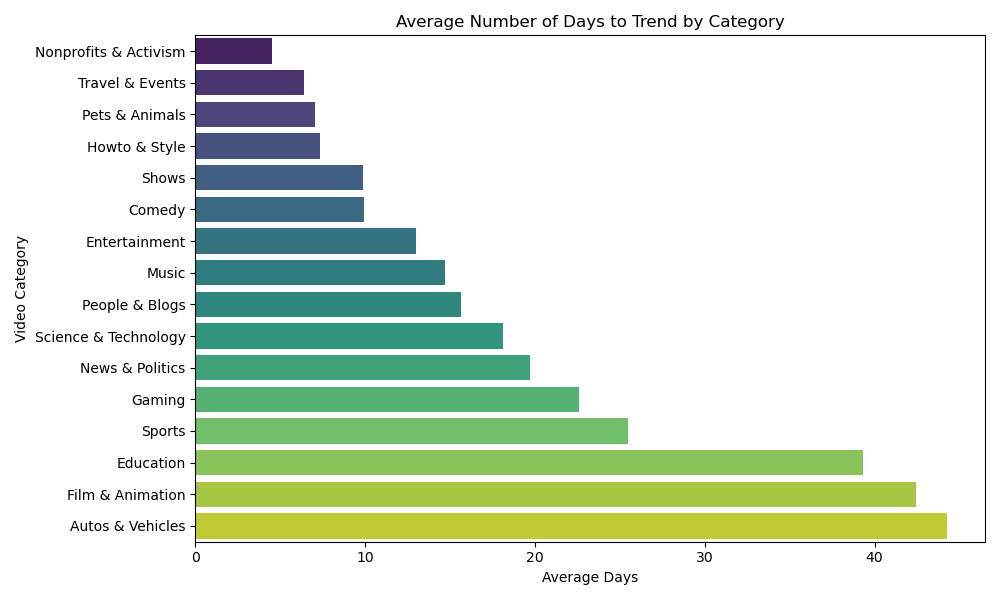 Average Number of Days to Trend by Category
Video Category
Nonprofits & Activism
Travel & Events
Pets & Animals
Howto & Style
Shows
Comedy
Entertainment
Music
People & Blogs
Science & Technology
News & Politics
Gaming
Sports
Education
Film & Animation
Autos & Vehicles
0 10 20 30 40
Average Days